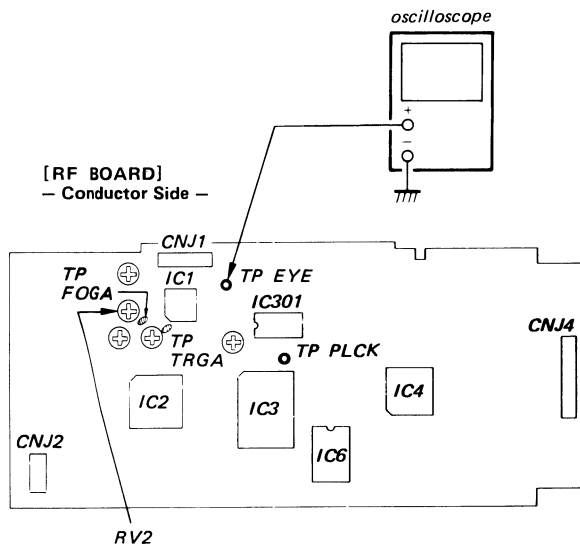 oscilloscope
+
−
[RF BOARD]
— Conductor Side —
CNJ1
TP FOGA
IC1
TP EYE
IC301
TP TRGA
TP PLCK
CNJ4
IC2
IC3
IC4
CNJ2
IC6
RV2